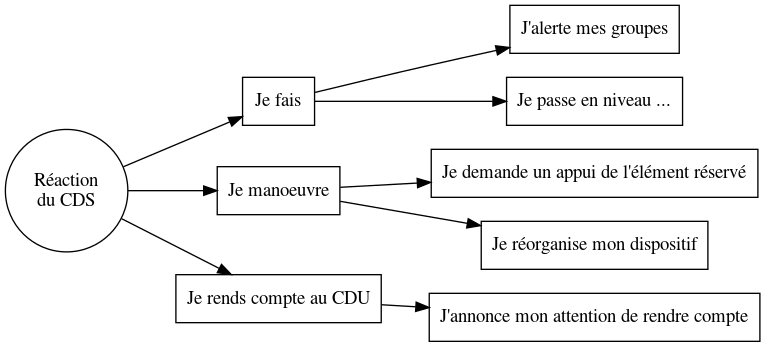 Réaction
du CDS
Je fais
J'alerte mes groupes
Je passe en niveau ...
Je manoeuvre
Je demande un appui de l'élément réservé
Je réorganise mon dispositif
Je rends compte au CDU
J'annonce mon attention de rendre compte